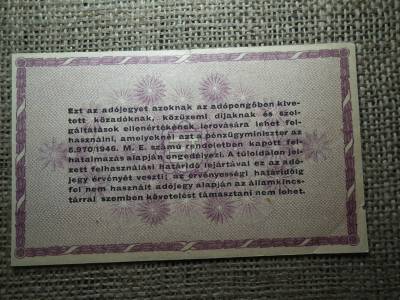 Ezt az adójegyet azoknak az adópengőben kive-
tett közadóknak, közüzemi díjaknak és szol-
gáltatások ellenértékének lerovására lehet fel-
használni, amelyeknél azt a pénzügyminiszter az
5.970/1946. M. E. számú rendeletben kapott fel-
hatalmazás alapján engedélyezi. A túloldalon jel-
zett felhasználási határidő lejártával ez az adó-
jegy érvényét veszti; az érvényességi határidőig
fel nem használt adójegy alapján az államkincs-
tárral szemben követelést támasztani nem lehet.